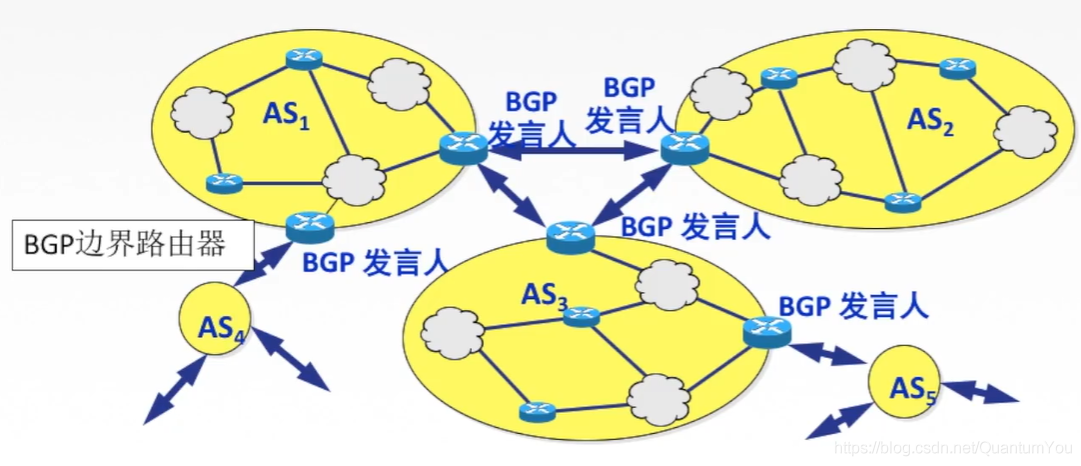 AS1
BGP
发言人
BGP
发言人
AS2
BGP边界路由器
BGP 发言人
BGP 发言人
AS3
BGP 发言人
AS4
AS5
https://blog.csdn.net/QuantumYou